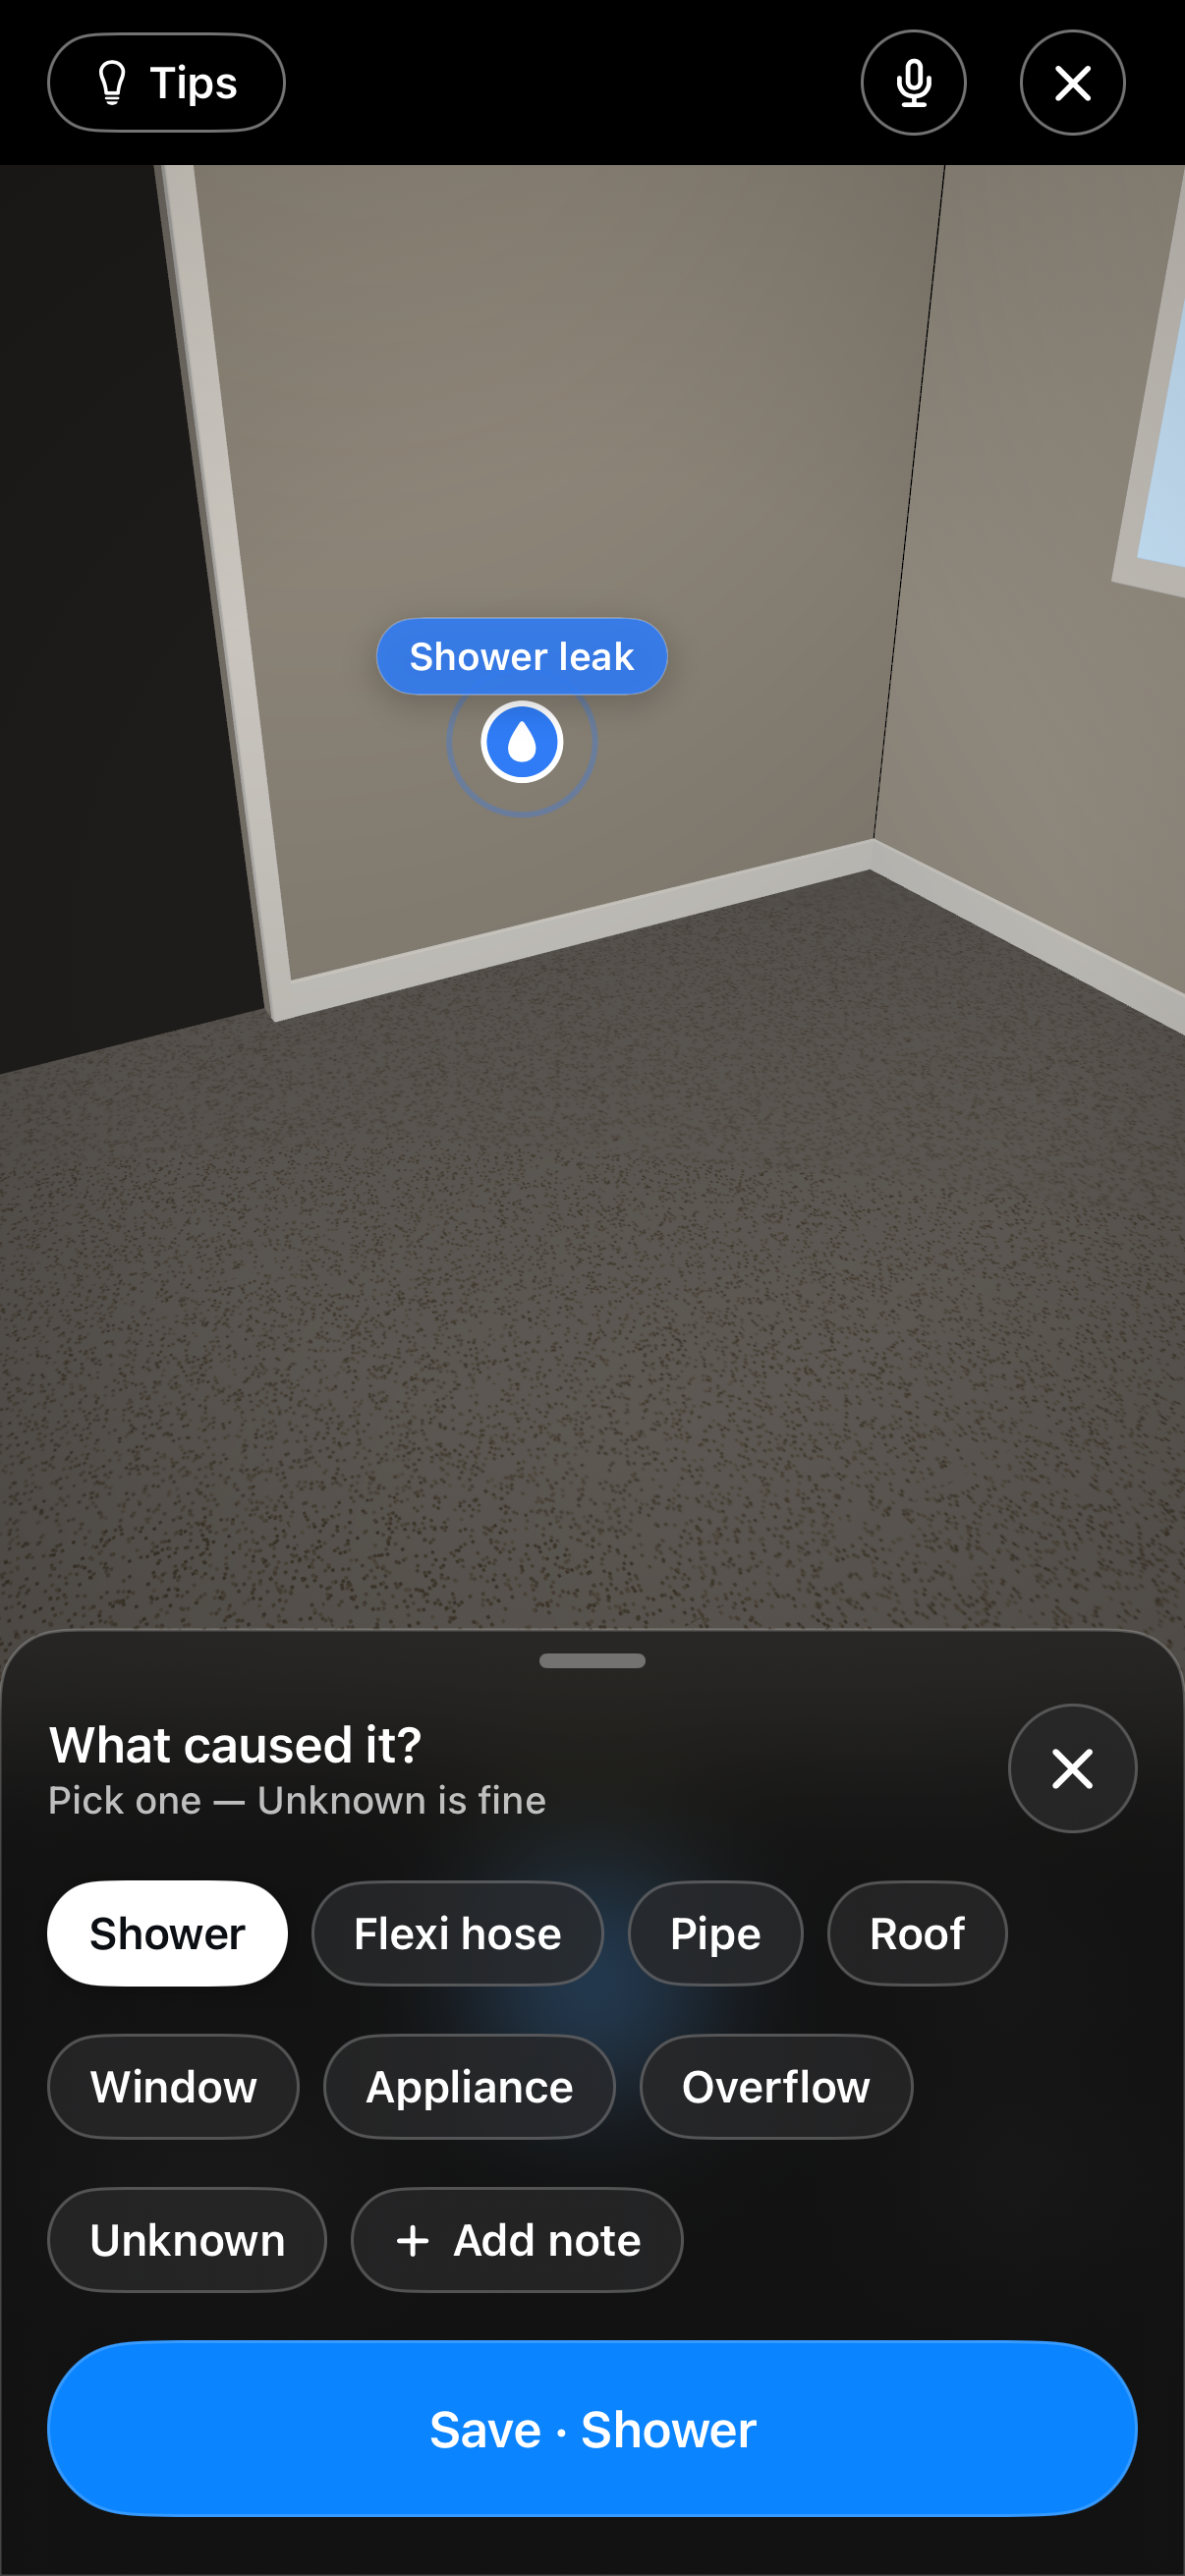 Tips
Shower leak
What caused it?
Pick one — Unknown is fine
Shower
Flexi hose
Pipe
Roof
Window
Appliance
Overflow
Unknown
+ Add note
Save · Shower